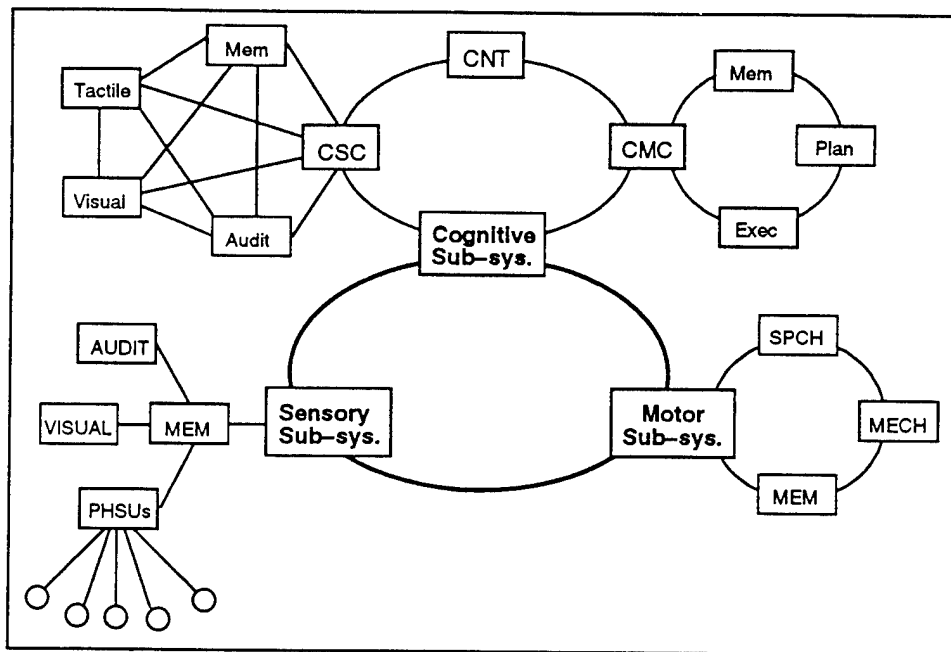 Mem
CNT
Mem
Tactile
CSC
CMC
Plan
Visual
Audit
Cognitive
Sub-sys.
Exec
AUDIT
SPCH
VISUAL
MEM
Sensory
Sub-sys.
Motor
Sub-sys.
MECH
PHSUs
MEM